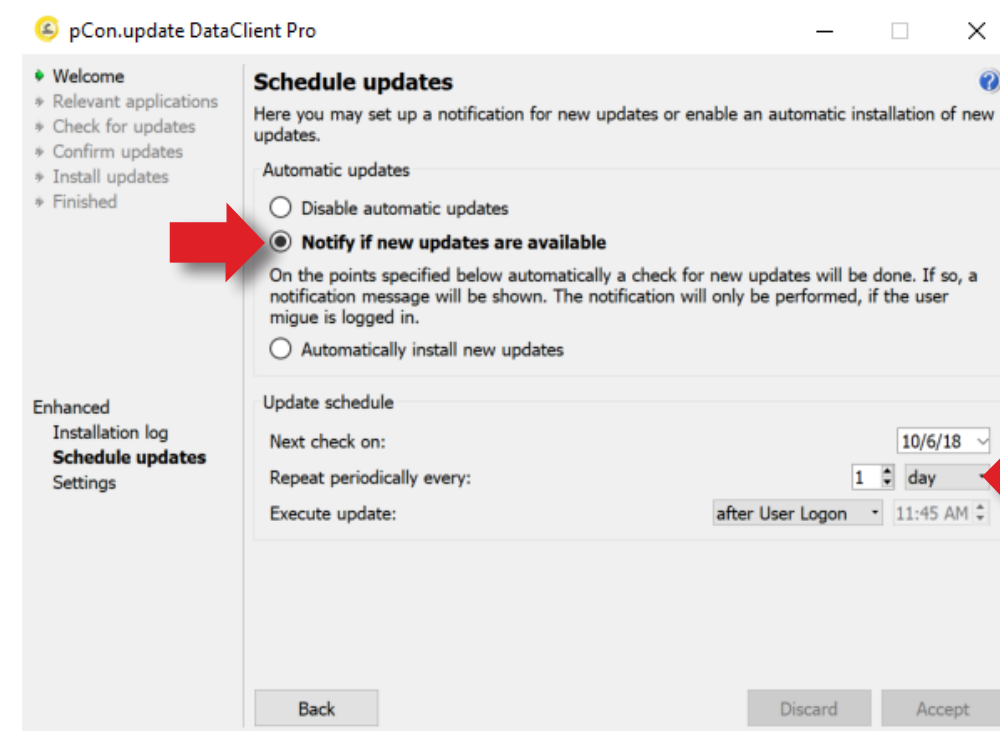 pCon.update DataClient Pro
Welcome
Relevant applications
Check for updates
Confirm updates
Install updates
Finished
Enhanced
Installation log
Schedule updates
Settings
Schedule updates
Here you may set up a notification for new updates or enable an automatic installation of new
updates.
Automatic updates
Disable automatic updates
Notify if new updates are available
On the points specified below automatically a check for new updates will be done. If so, a
notification message will be shown. The notification will only be performed, if the user
migue is logged in.
Automatically install new updates
Update schedule
Next check on: 10/6/18
Repeat periodically every: 1 day
Execute update: after User Logon 11:45 AM
Back Discard Accept